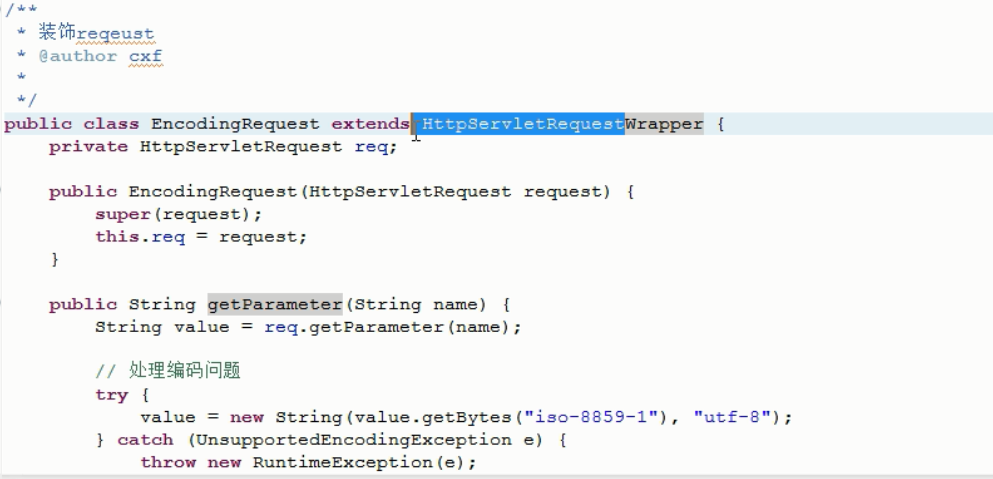 /**
 * 装饰reqeust
 * @author cxf
 *
 */
public class EncodingRequest extends HttpServletRequestWrapper {
    private HttpServletRequest req;
    public EncodingRequest(HttpServletRequest request) {
        super(request);
        this.req = request;
    }
    public String getParameter(String name) {
        String value = req.getParameter(name);
        // 处理编码问题
        try {
            value = new String(value.getBytes("iso-8859-1"), "utf-8");
        } catch (UnsupportedEncodingException e) {
            throw new RuntimeException(e);